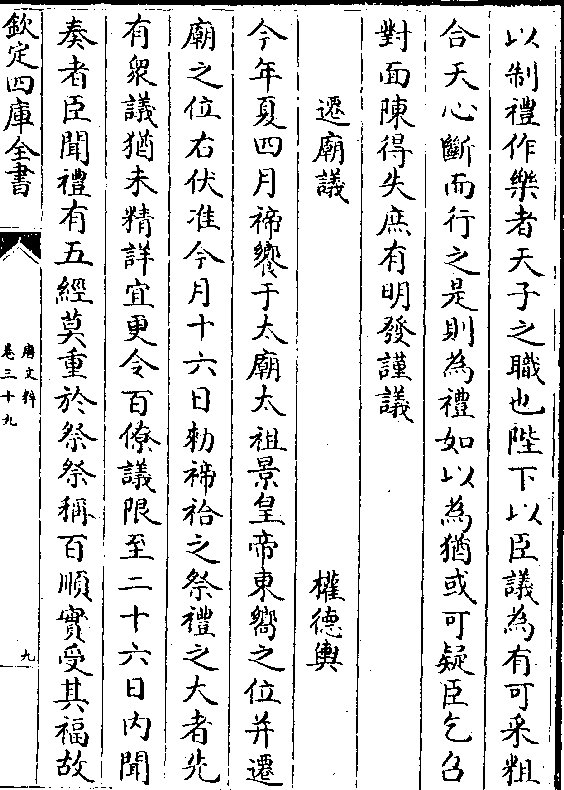 以制禮作樂者天子之職也陛下以臣議為有可采粗
合天心斷而行之是則為禮如以為猶或可疑臣乞召
對面陳得失庶有明發謹議
遷廟議　權德輿
今年夏四月禘饗于太廟太祖景皇帝東嚮之位并遷
廟之位右伏准今月十六日勅禘祫之祭禮之大者先
有衆議猶未精詳宜更令百僚議限至二十六日内聞
奏者臣聞禮有五經莫重於祭祭稱百順實受其福故
欽定四庫全書
唐文粹
卷三十九
九